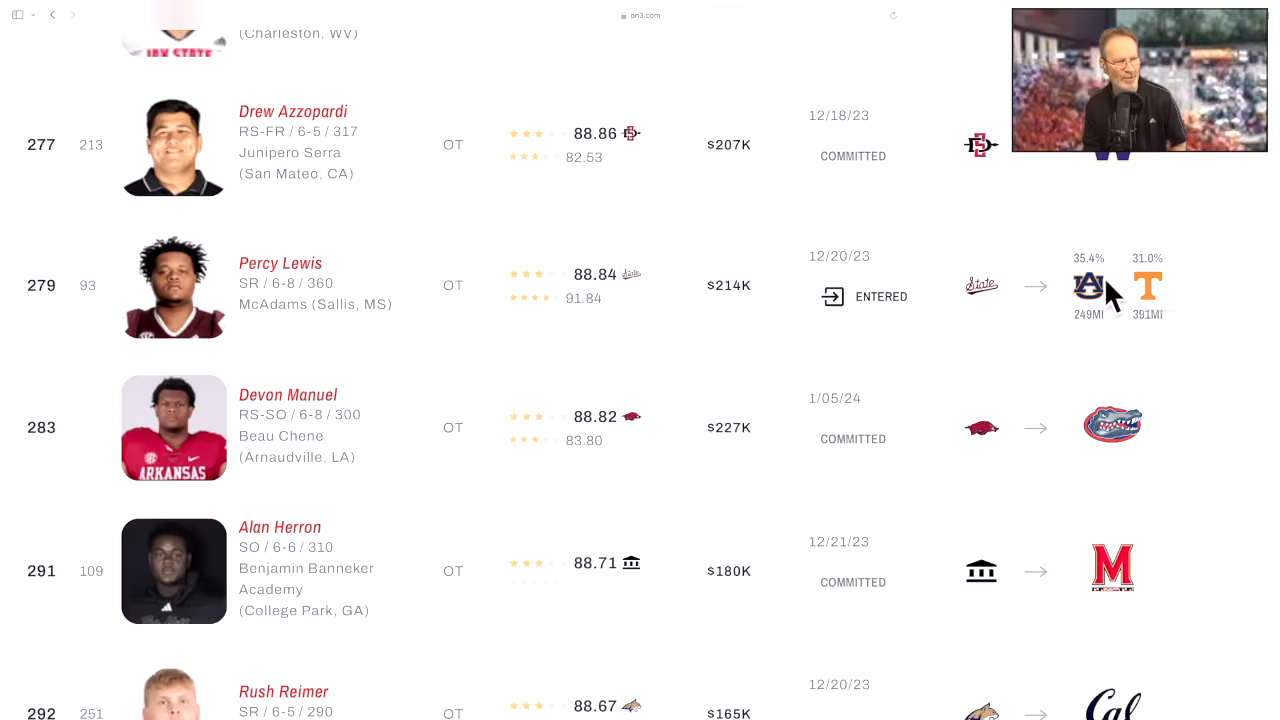 on3.com
(Charleston, WV)
JAX STATE
277 213
Drew Azzopardi
RS-FR / 6-5 / 317
Junipero Serra
(San Mateo, CA)
OT
88.86
82.53
$207K
12/18/23
COMMITTED
279 93
Percy Lewis
SR / 6-8 / 360
McAdams (Sallis, MS)
OT
88.84
91.84
$214K
12/20/23
ENTERED
State
35.4% 31.0%
249MI 391MI
283
Devon Manuel
RS-SO / 6-8 / 300
Beau Chene
(Arnaudville, LA)
ARKANSAS
OT
88.82
83.80
$227K
1/05/24
COMMITTED
291 109
Alan Herron
SO / 6-6 / 310
Benjamin Banneker
Academy
(College Park, GA)
OT
88.71
$180K
12/21/23
COMMITTED
M
292 251
Rush Reimer
SR / 6-5 / 290
OT
88.67
$165K
12/20/23
Cal